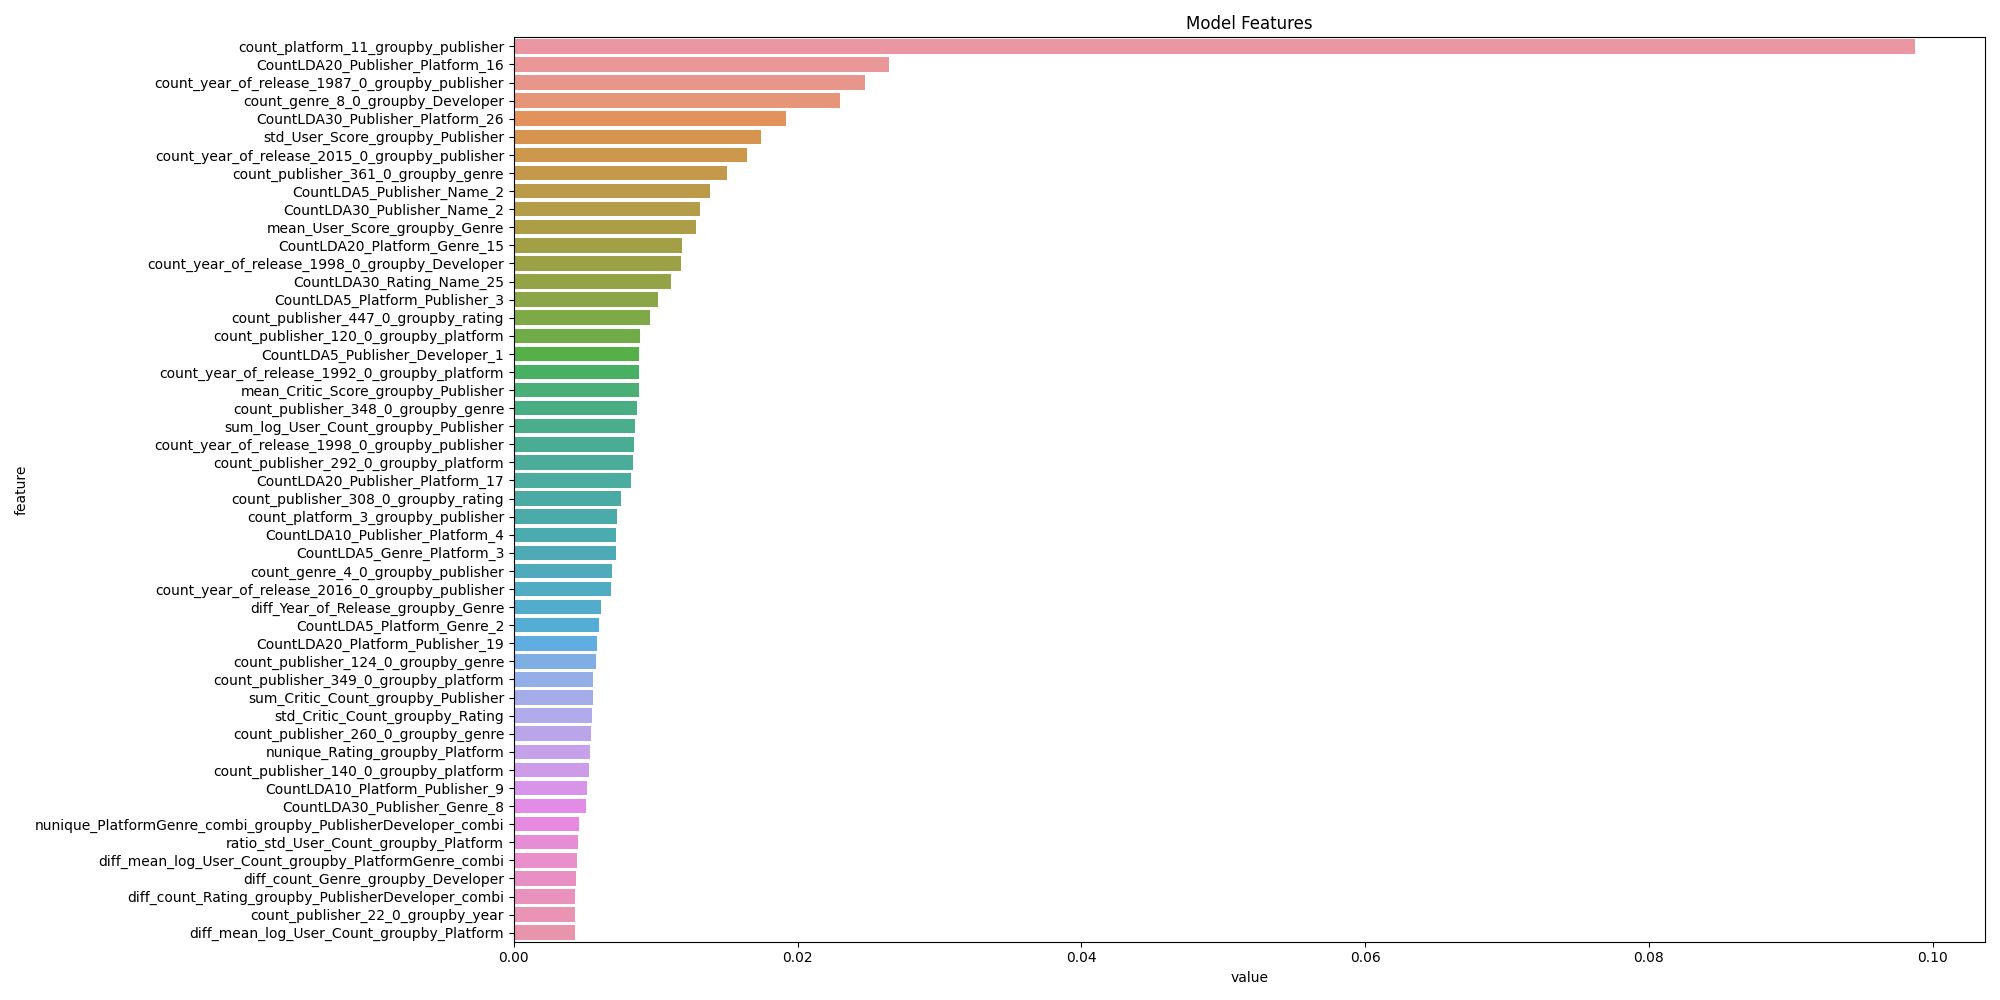 Model Features
count_platform_11_groupby_publisher
CountLDA20_Publisher_Platform_16
count_year_of_release_1987_0_groupby_publisher
count_genre_8_0_groupby_Developer
CountLDA30_Publisher_Platform_26
std_User_Score_groupby_Publisher
count_year_of_release_2015_0_groupby_publisher
count_publisher_361_0_groupby_genre
CountLDA5_Publisher_Name_2
CountLDA30_Publisher_Name_2
mean_User_Score_groupby_Genre
CountLDA20_Platform_Genre_15
count_year_of_release_1998_0_groupby_Developer
CountLDA30_Rating_Name_25
CountLDA5_Platform_Publisher_3
count_publisher_447_0_groupby_rating
count_publisher_120_0_groupby_platform
CountLDA5_Publisher_Developer_1
count_year_of_release_1992_0_groupby_platform
mean_Critic_Score_groupby_Publisher
count_publisher_348_0_groupby_genre
sum_log_User_Count_groupby_Publisher
count_year_of_release_1998_0_groupby_publisher
count_publisher_292_0_groupby_platform
CountLDA20_Publisher_Platform_17
count_publisher_308_0_groupby_rating
count_platform_3_groupby_publisher
CountLDA10_Publisher_Platform_4
CountLDA5_Genre_Platform_3
count_genre_4_0_groupby_publisher
count_year_of_release_2016_0_groupby_publisher
diff_Year_of_Release_groupby_Genre
CountLDA5_Platform_Genre_2
CountLDA20_Platform_Publisher_19
count_publisher_124_0_groupby_genre
count_publisher_349_0_groupby_platform
sum_Critic_Count_groupby_Publisher
std_Critic_Count_groupby_Rating
count_publisher_260_0_groupby_genre
nunique_Rating_groupby_Platform
count_publisher_140_0_groupby_platform
CountLDA10_Platform_Publisher_9
CountLDA30_Publisher_Genre_8
nunique_PlatformGenre_combi_groupby_PublisherDeveloper_combi
ratio_std_User_Count_groupby_Platform
diff_mean_log_User_Count_groupby_PlatformGenre_combi
diff_count_Genre_groupby_Developer
diff_count_Rating_groupby_PublisherDeveloper_combi
count_publisher_22_0_groupby_year
diff_mean_log_User_Count_groupby_Platform
feature
0.00 0.02 0.04 0.06 0.08 0.10
value